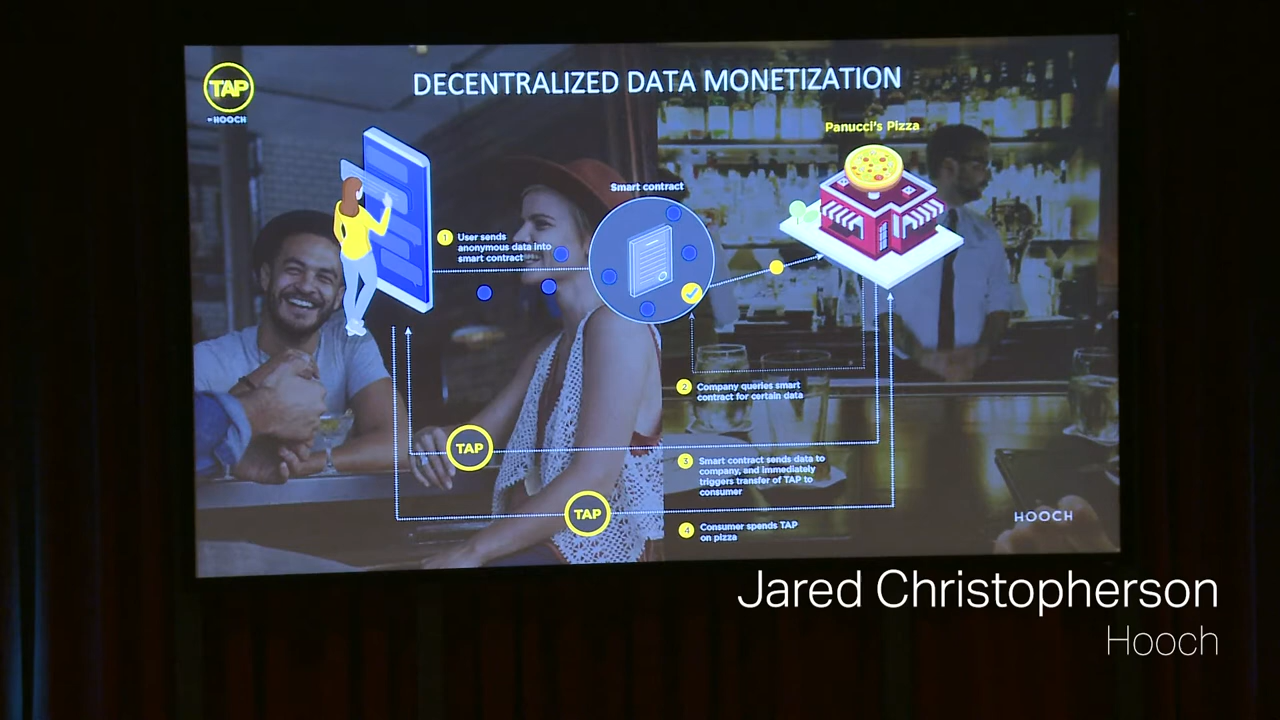 TAP
BY HOOCH
DECENTRALIZED DATA MONETIZATION
Panucci's Pizza
Smart contract
1 User sends
anonymous data into
smart contract
2 Company queries smart
contract for certain data
TAP
3 Smart contract sends data to
company, and immediately
triggers transfer of TAP to
consumer
TAP
4 Consumer spends TAP
on pizza
HOOCH
Jared Christopherson
Hooch